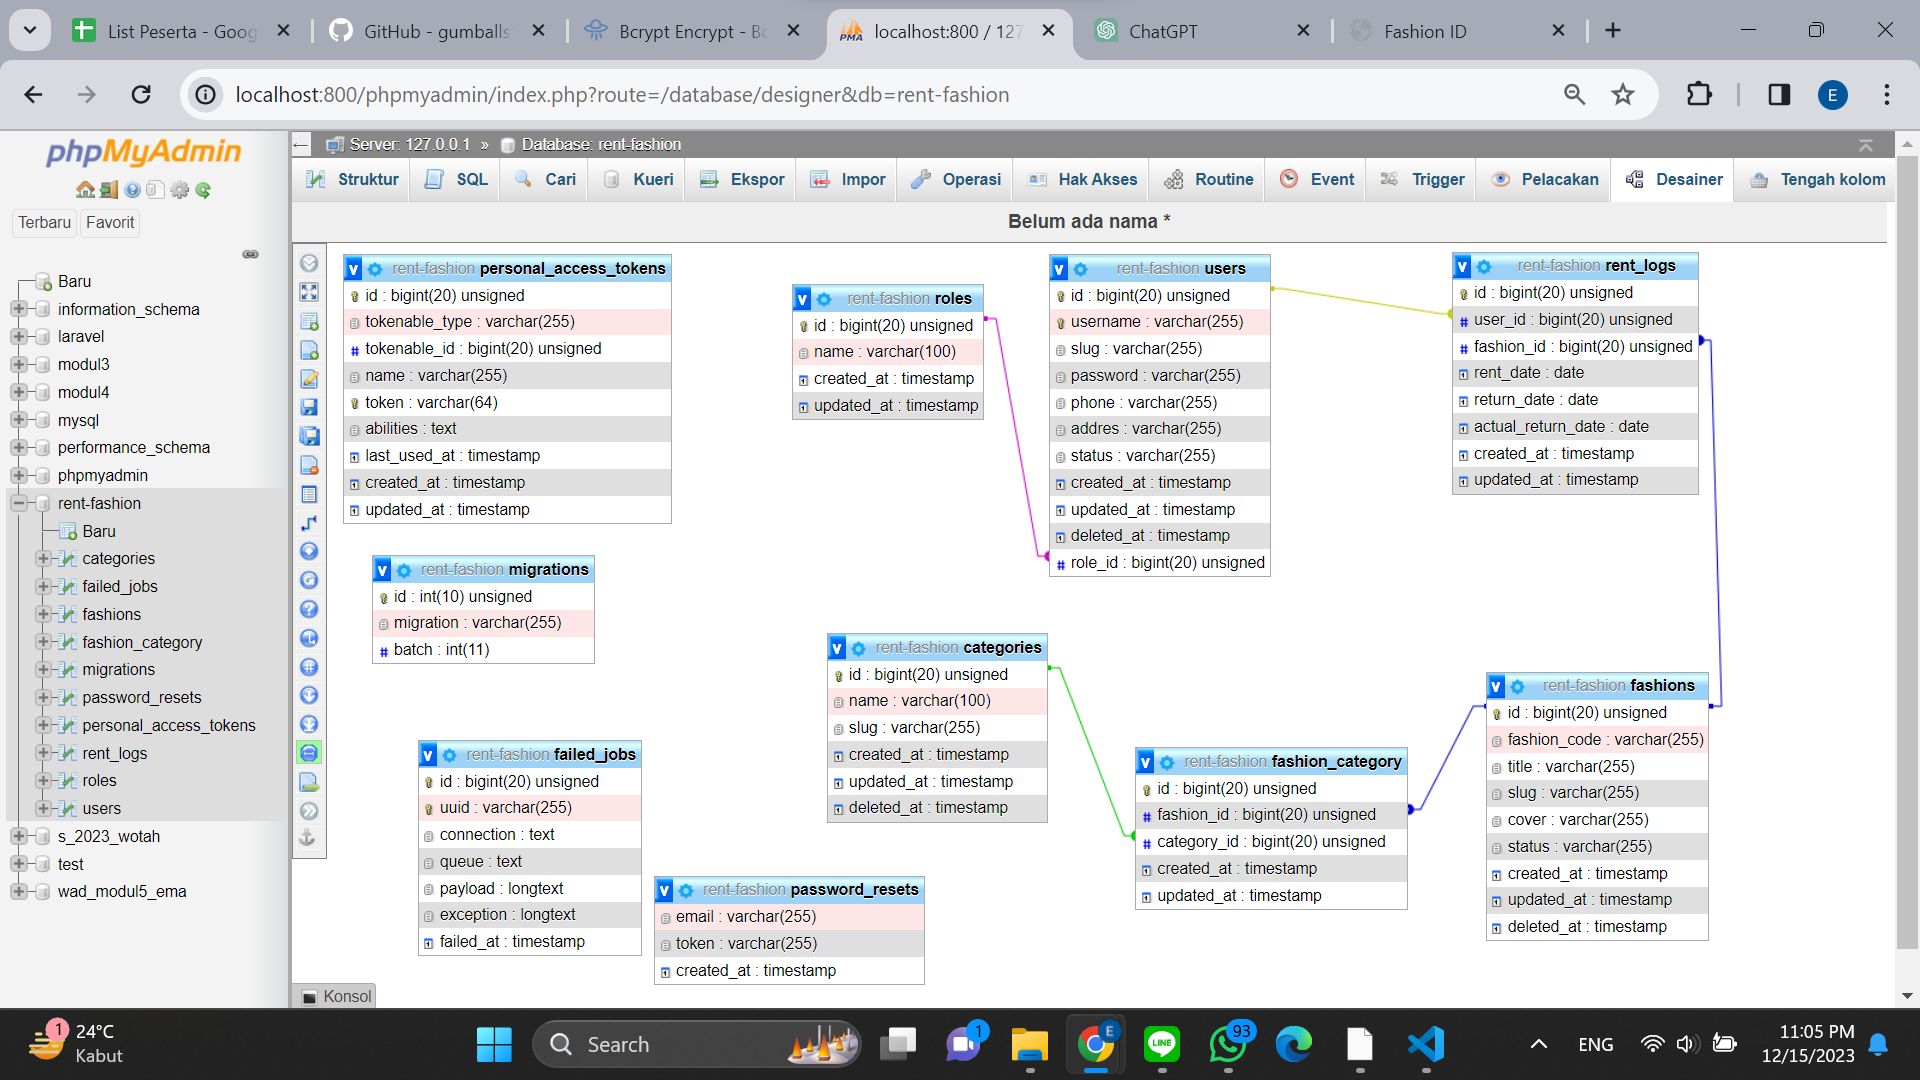 List Peserta - Goog
GitHub - gumballs
Bcrypt Encrypt - Bc
localhost:800 / 127
ChatGPT
Fashion ID
localhost:800/phpmyadmin/index.php?route=/database/designer&db=rent-fashion
E
phpMyAdmin
Terbaru
Favorit
Baru
information_schema
laravel
modul3
modul4
mysql
performance_schema
phpmyadmin
rent-fashion
Baru
categories
failed_jobs
fashions
fashion_category
migrations
password_resets
personal_access_tokens
rent_logs
roles
users
s_2023_wotah
test
wad_modul5_ema
Server: 127.0.0.1 » Database: rent-fashion
Struktur
SQL
Cari
Kueri
Ekspor
Impor
Operasi
Hak Akses
Routine
Event
Trigger
Pelacakan
Desainer
Tengah kolom
Belum ada nama *
v rent-fashion personal_access_tokens
id : bigint(20) unsigned
tokenable_type : varchar(255)
# tokenable_id : bigint(20) unsigned
name : varchar(255)
token : varchar(64)
abilities : text
last_used_at : timestamp
created_at : timestamp
updated_at : timestamp
v rent-fashion roles
id : bigint(20) unsigned
name : varchar(100)
created_at : timestamp
updated_at : timestamp
v rent-fashion users
id : bigint(20) unsigned
username : varchar(255)
slug : varchar(255)
password : varchar(255)
phone : varchar(255)
addres : varchar(255)
status : varchar(255)
created_at : timestamp
updated_at : timestamp
deleted_at : timestamp
# role_id : bigint(20) unsigned
v rent-fashion rent_logs
id : bigint(20) unsigned
# user_id : bigint(20) unsigned
# fashion_id : bigint(20) unsigned
rent_date : date
return_date : date
actual_return_date : date
created_at : timestamp
updated_at : timestamp
v rent-fashion migrations
id : int(10) unsigned
migration : varchar(255)
# batch : int(11)
v rent-fashion categories
id : bigint(20) unsigned
name : varchar(100)
slug : varchar(255)
created_at : timestamp
updated_at : timestamp
deleted_at : timestamp
v rent-fashion fashions
id : bigint(20) unsigned
fashion_code : varchar(255)
title : varchar(255)
slug : varchar(255)
cover : varchar(255)
status : varchar(255)
created_at : timestamp
updated_at : timestamp
deleted_at : timestamp
v rent-fashion failed_jobs
id : bigint(20) unsigned
uuid : varchar(255)
connection : text
queue : text
payload : longtext
exception : longtext
failed_at : timestamp
v rent-fashion fashion_category
id : bigint(20) unsigned
# fashion_id : bigint(20) unsigned
# category_id : bigint(20) unsigned
created_at : timestamp
updated_at : timestamp
v rent-fashion password_resets
email : varchar(255)
token : varchar(255)
created_at : timestamp
Konsol
1
24°C
Kabut
Search
1
E
LINE
93
ENG
11:05 PM
12/15/2023